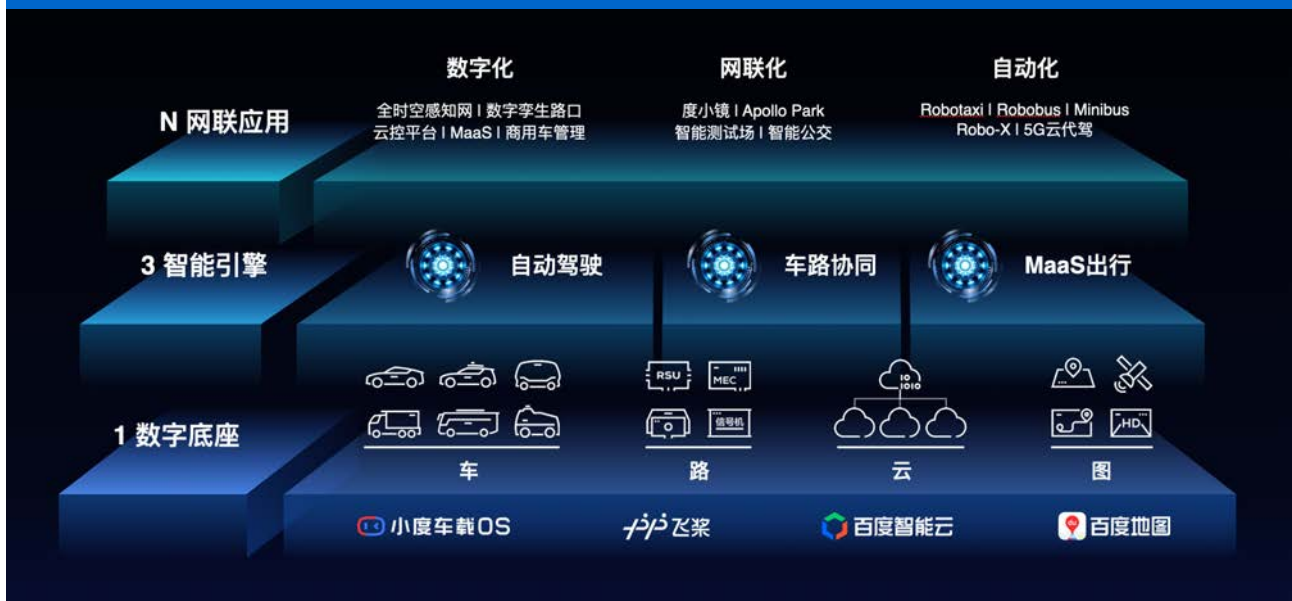 数字化
网联化
自动化
N 网联应用
全时空感知网 | 数字孪生路口
云控平台 | MaaS | 商用车管理
度小镜 | Apollo Park
智能测试场 | 智能公交
Robotaxi | Robobus | Minibus
Robo-X | 5G云代驾
3 智能引擎
自动驾驶
车路协同
MaaS出行
1 数字底座
RSU
MEC
信号机
IO
IOIO
HD
车
路
云
图
小度车载OS
飞桨
百度智能云
du
百度地图